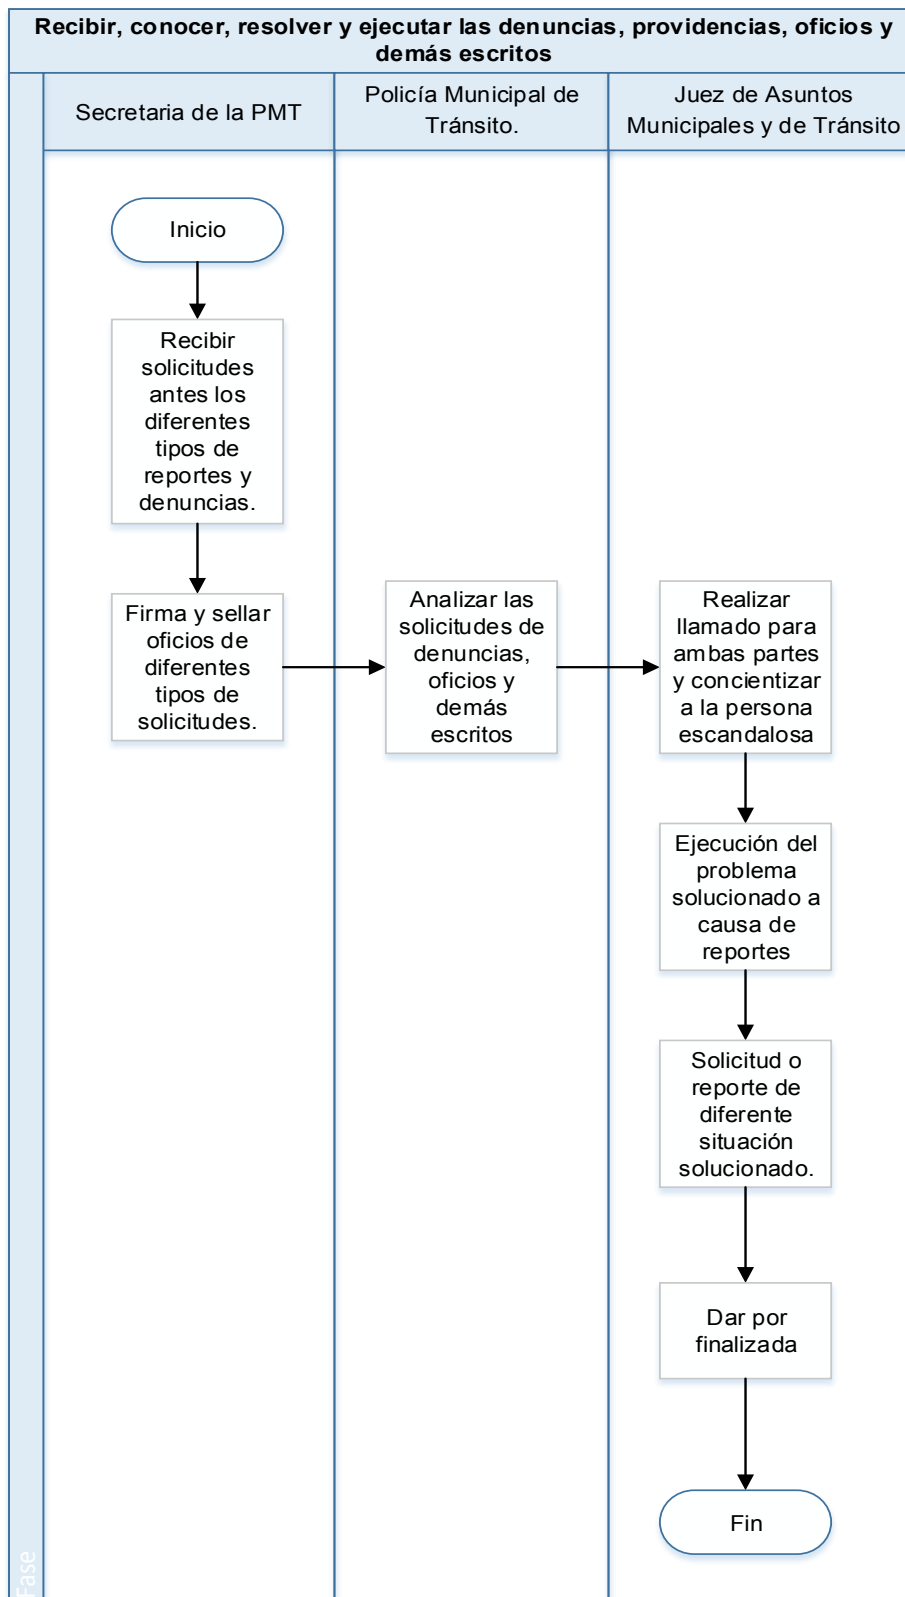 Recibir, conocer, resolver y ejecutar las denuncias, providencias, oficios y
demás escritos
Secretaria de la PMT
Policía Municipal de
Tránsito.
Juez de Asuntos
Municipales y de Tránsito
Inicio
Recibir
solicitudes
antes los
diferentes
tipos de
reportes y
denuncias.
Firma y sellar
oficios de
diferentes
tipos de
solicitudes.
Analizar las
solicitudes de
denuncias,
oficios y
demás
escritos
Realizar
llamado para
ambas partes
y concientizar
a la persona
escandalosa
Ejecución del
problema
solucionado a
causa de
reportes
Solicitud o
reporte de
diferente
situación
solucionado.
Dar por
finalizada
Fin
Fase